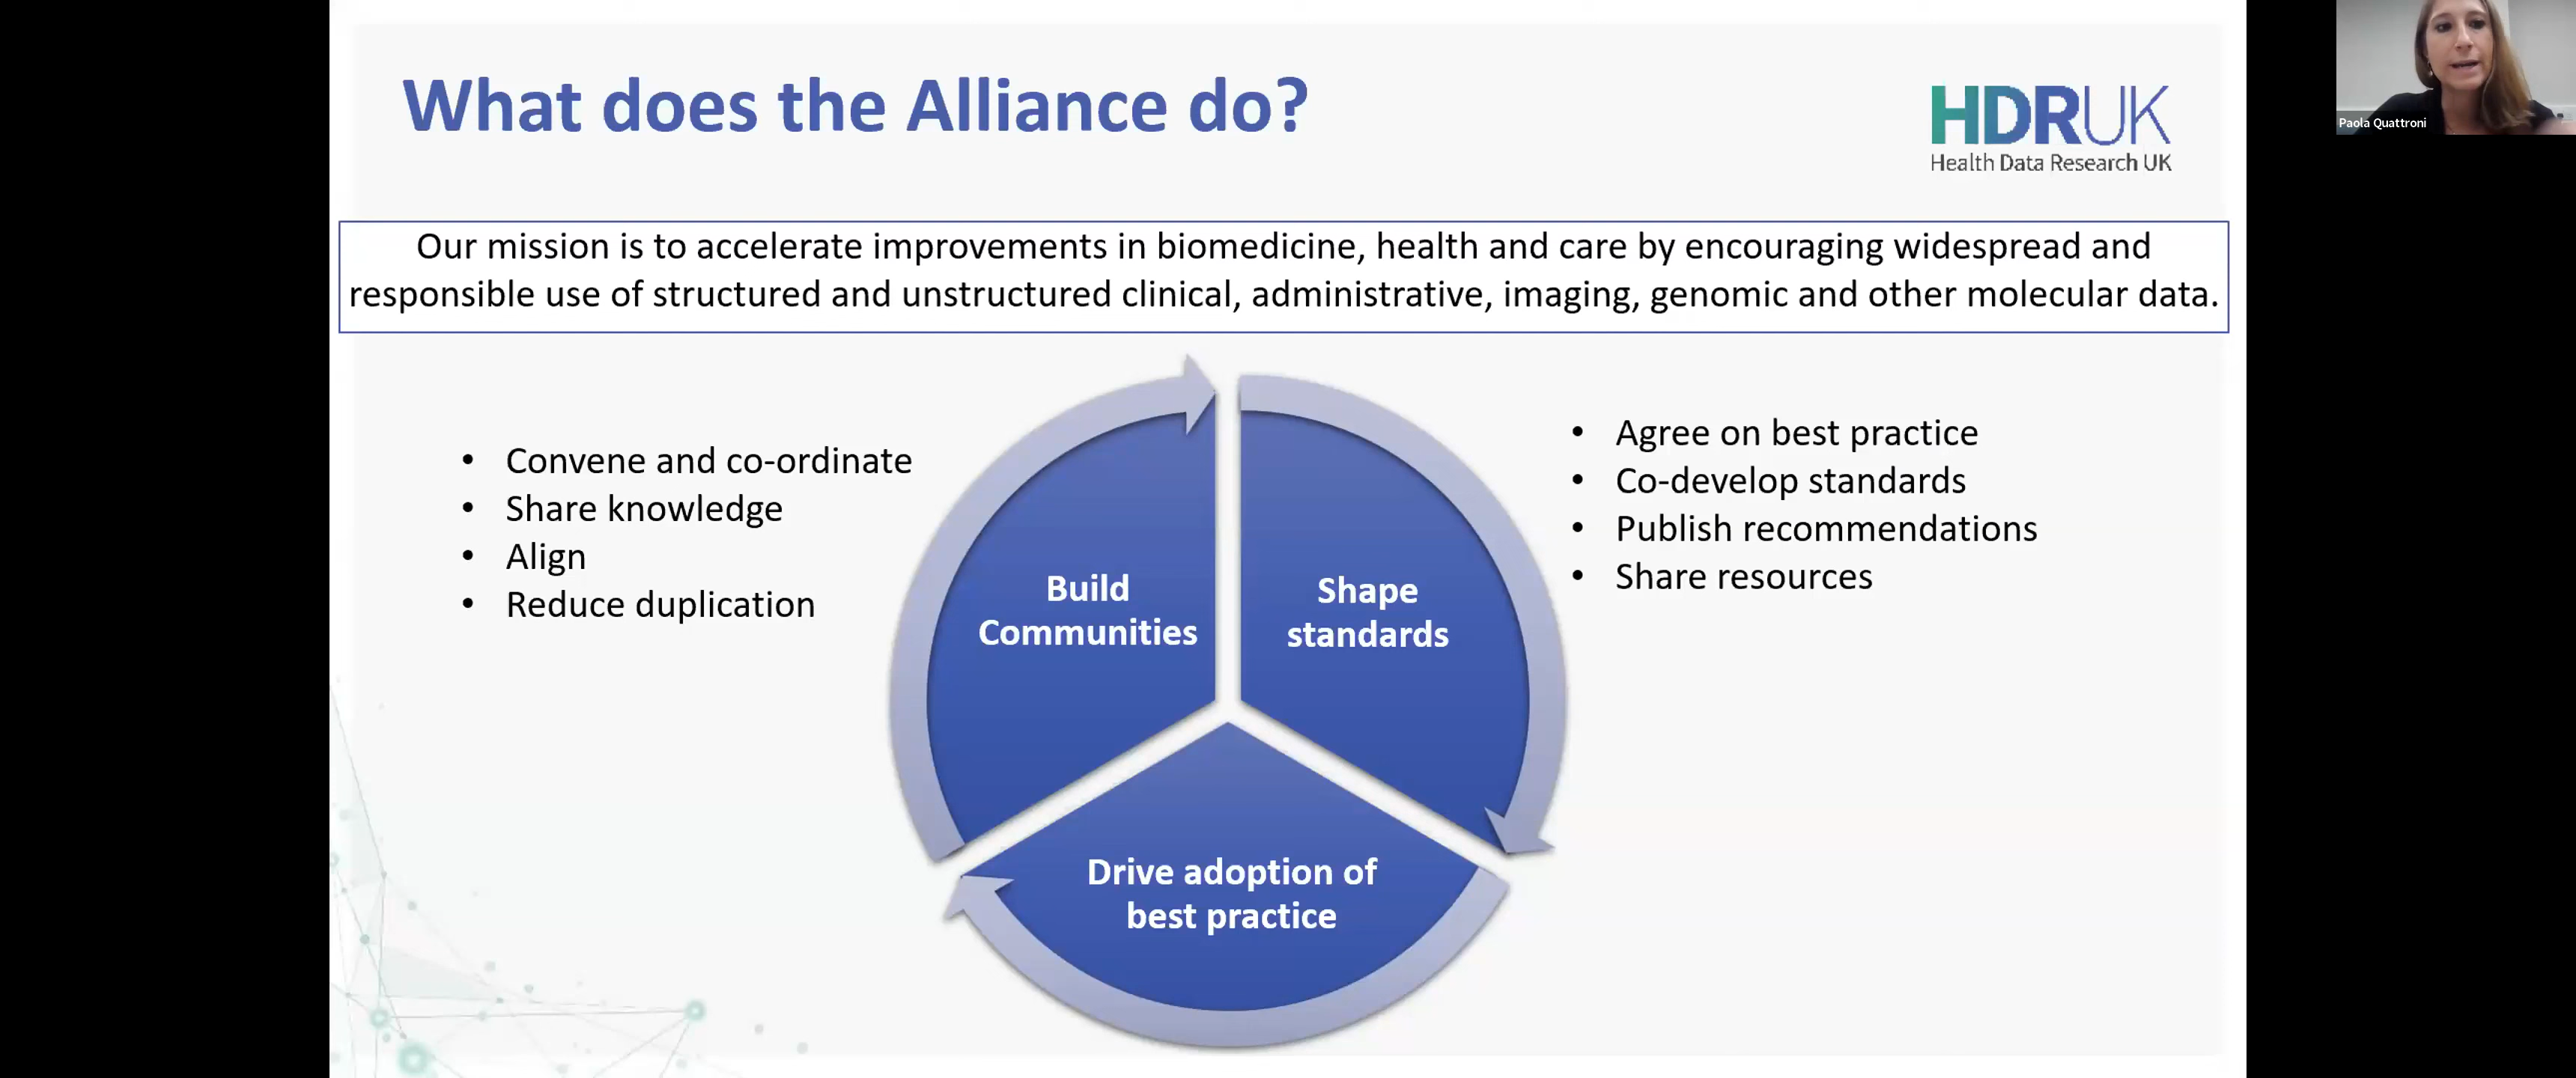 What does the Alliance do?
HDRUK
Health Data Research UK
Paola Quattroni
Our mission is to accelerate improvements in biomedicine, health and care by encouraging widespread and
responsible use of structured and unstructured clinical, administrative, imaging, genomic and other molecular data.
• Convene and co-ordinate
• Share knowledge
• Align
• Reduce duplication
Build
Communities
Shape
standards
• Agree on best practice
• Co-develop standards
• Publish recommendations
• Share resources
Drive adoption of
best practice